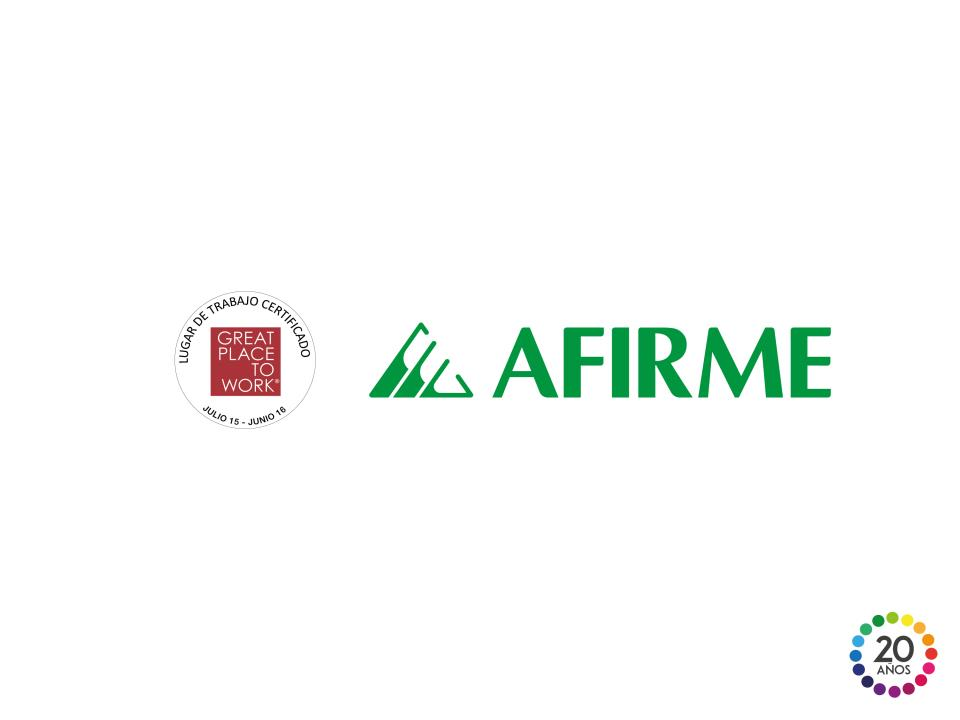 LUGAR DE TRABAJO CERTIFICADO
GREAT
PLACE
TO
WORK®
JULIO 15 - JUNIO 16
AFIRME
20
AÑOS